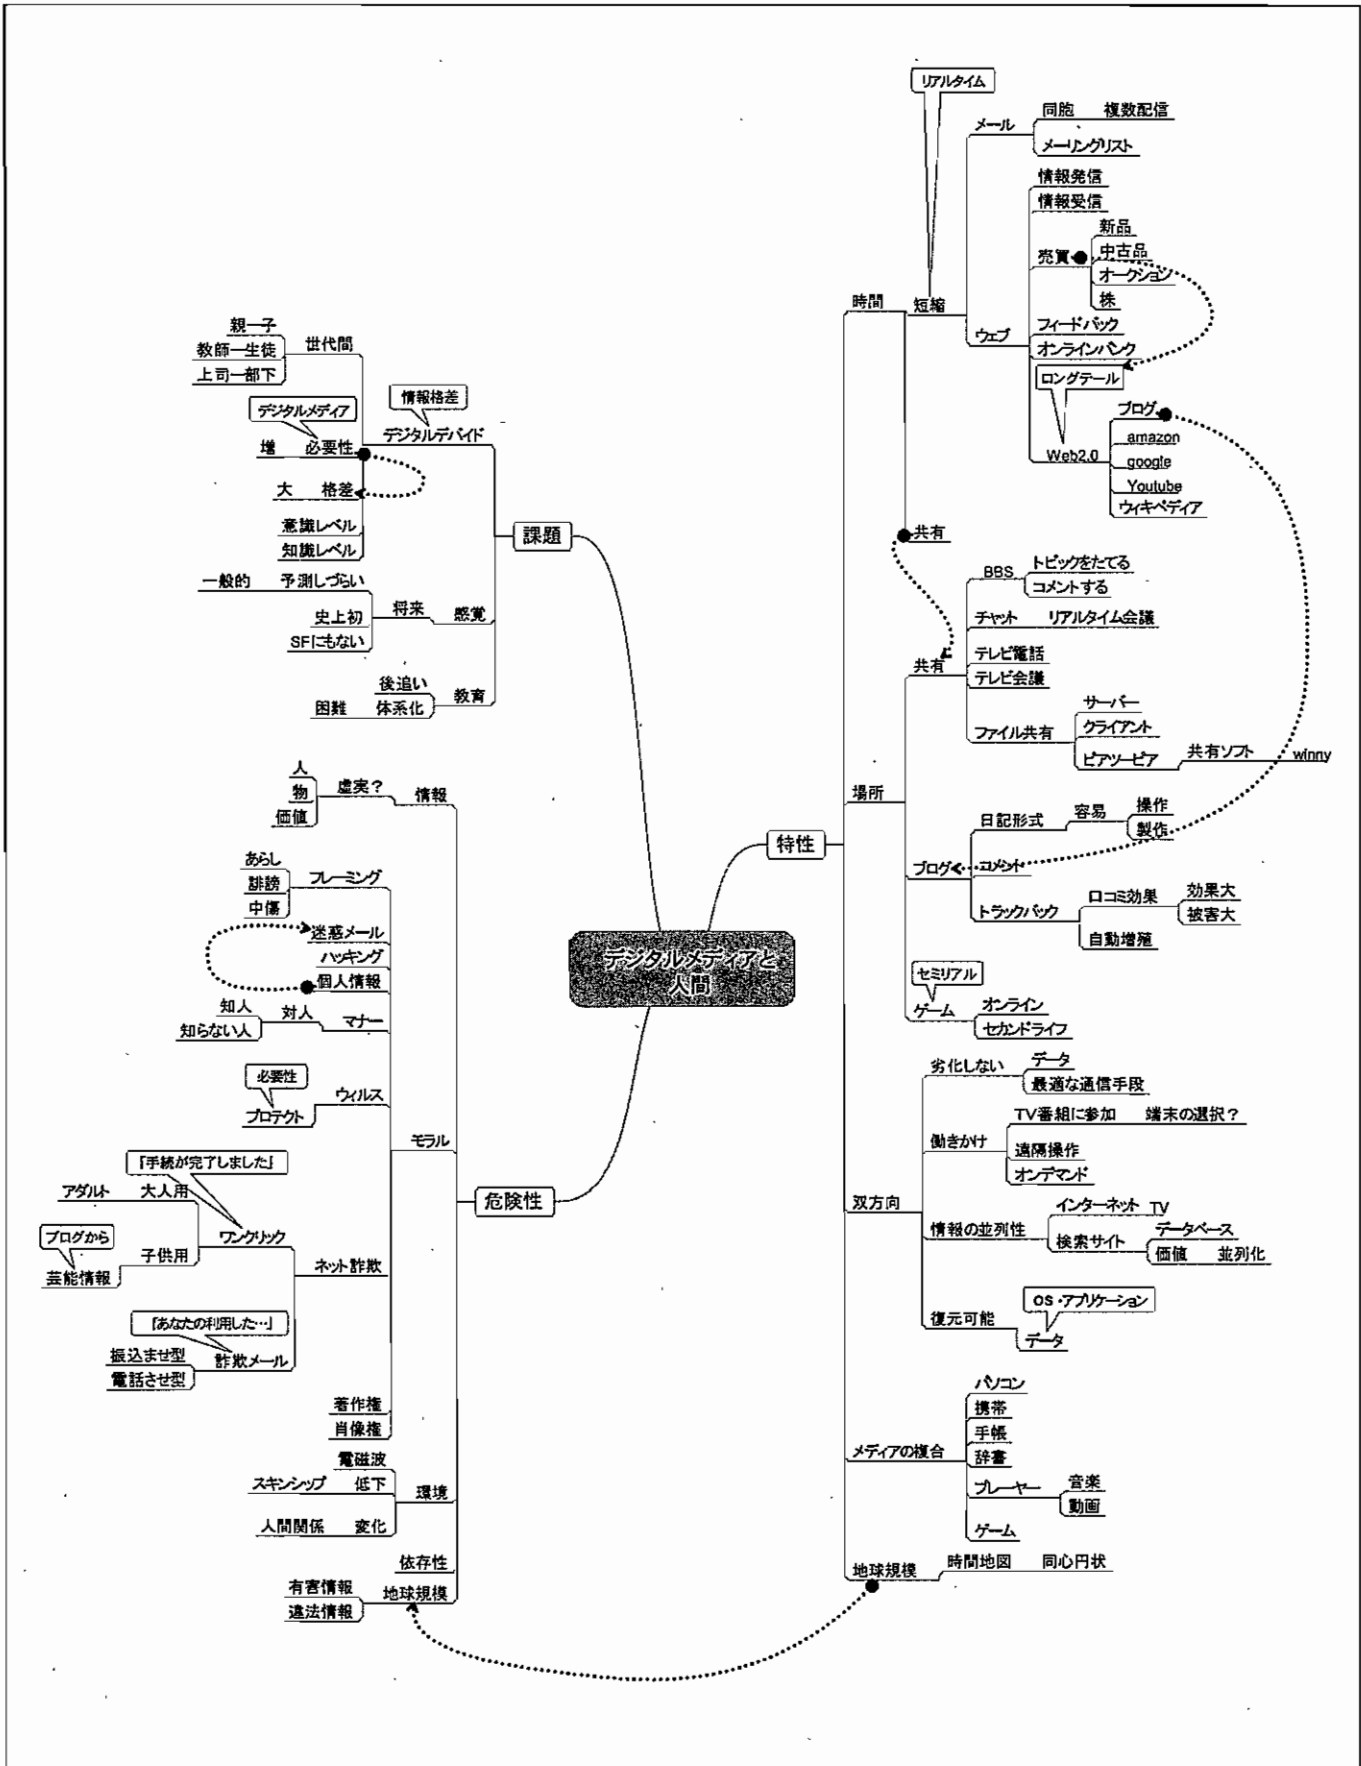 デジタルメディアと
人間
特性
時間
短縮
リアルタイム
メール
同胞 複数配信
メーリングリスト
ウェブ
情報発信
情報受信
売買
新品
中古品
オークション
株
フィードバック
オンラインバンク
ロングテール
Web2.0
ブログ
amazon
google
Youtube
ウィキペディア
共有
場所
共有
BBS
トピックをたてる
コメントする
チャット リアルタイム会議
テレビ電話
テレビ会議
ファイル共有
サーバー
クライアント
ピアツーピア
共有ソフト
winny
ブログ
日記形式
容易
操作
製作
コメント
トラックバック
口コミ効果
効果大
被害大
自動増殖
セミリアル
ゲーム
オンライン
セカンドライフ
双方向
劣化しない
データ
最適な通信手段
働きかけ
TV番組に参加 端末の選択？
遠隔操作
オンデマンド
情報の並列性
インターネット TV
検索サイト
データベース
価値 並列化
復元可能
OS・アプリケーション
データ
メディアの複合
パソコン
携帯
手帳
辞書
プレーヤー
音楽
動画
ゲーム
地球規模
時間地図 同心円状
課題
情報格差
デジタルデバイド
世代間
親―子
教師―生徒
上司―部下
デジタルメディア
増 必要性
大 格差
意識レベル
知識レベル
感覚
将来
一般的 予測しづらい
史上初
SFにもない
教育
後追い
困難 体系化
危険性
情報
虚実？
人
物
価値
モラル
フレーミング
あらし
誹謗
中傷
迷惑メール
ハッキング
個人情報
マナー
対人
知人
知らない人
ウィルス
必要性
プロテクト
ネット詐欺
「手続が完了しました」
ワンクリック
アダルト 大人用
子供用
ブログから
芸能情報
「あなたの利用した…」
詐欺メール
振込ませ型
電話させ型
著作権
肖像権
環境
電磁波
スキンシップ 低下
人間関係 変化
依存性
地球規模
有害情報
違法情報